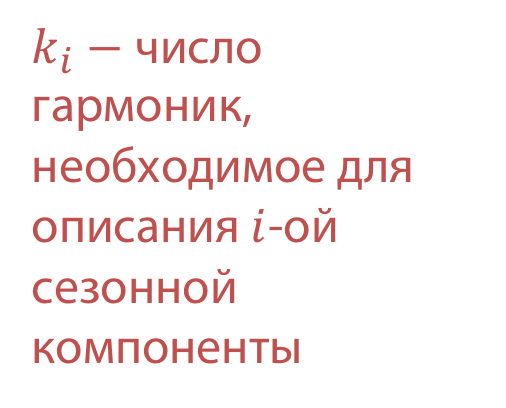 kᵢ − число
гармоник,
необходимое для
описания i-ой
сезонной
компоненты